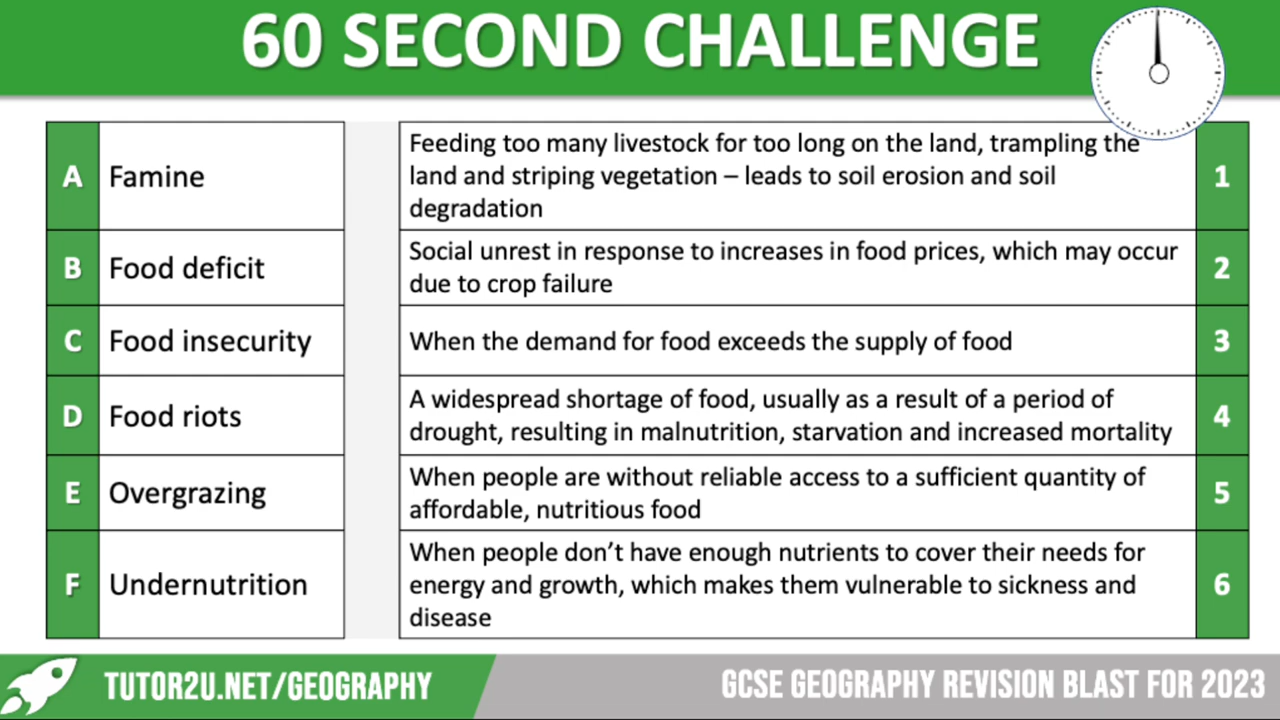 60 SECOND CHALLENGE
A Famine
Feeding too many livestock for too long on the land, trampling the
land and striping vegetation – leads to soil erosion and soil
degradation
1
B Food deficit
Social unrest in response to increases in food prices, which may occur
due to crop failure
2
C Food insecurity
When the demand for food exceeds the supply of food
3
D Food riots
A widespread shortage of food, usually as a result of a period of
drought, resulting in malnutrition, starvation and increased mortality
4
E Overgrazing
When people are without reliable access to a sufficient quantity of
affordable, nutritious food
5
F Undernutrition
When people don’t have enough nutrients to cover their needs for
energy and growth, which makes them vulnerable to sickness and
disease
6
TUTOR2U.NET/GEOGRAPHY
GCSE GEOGRAPHY REVISION BLAST FOR 2023